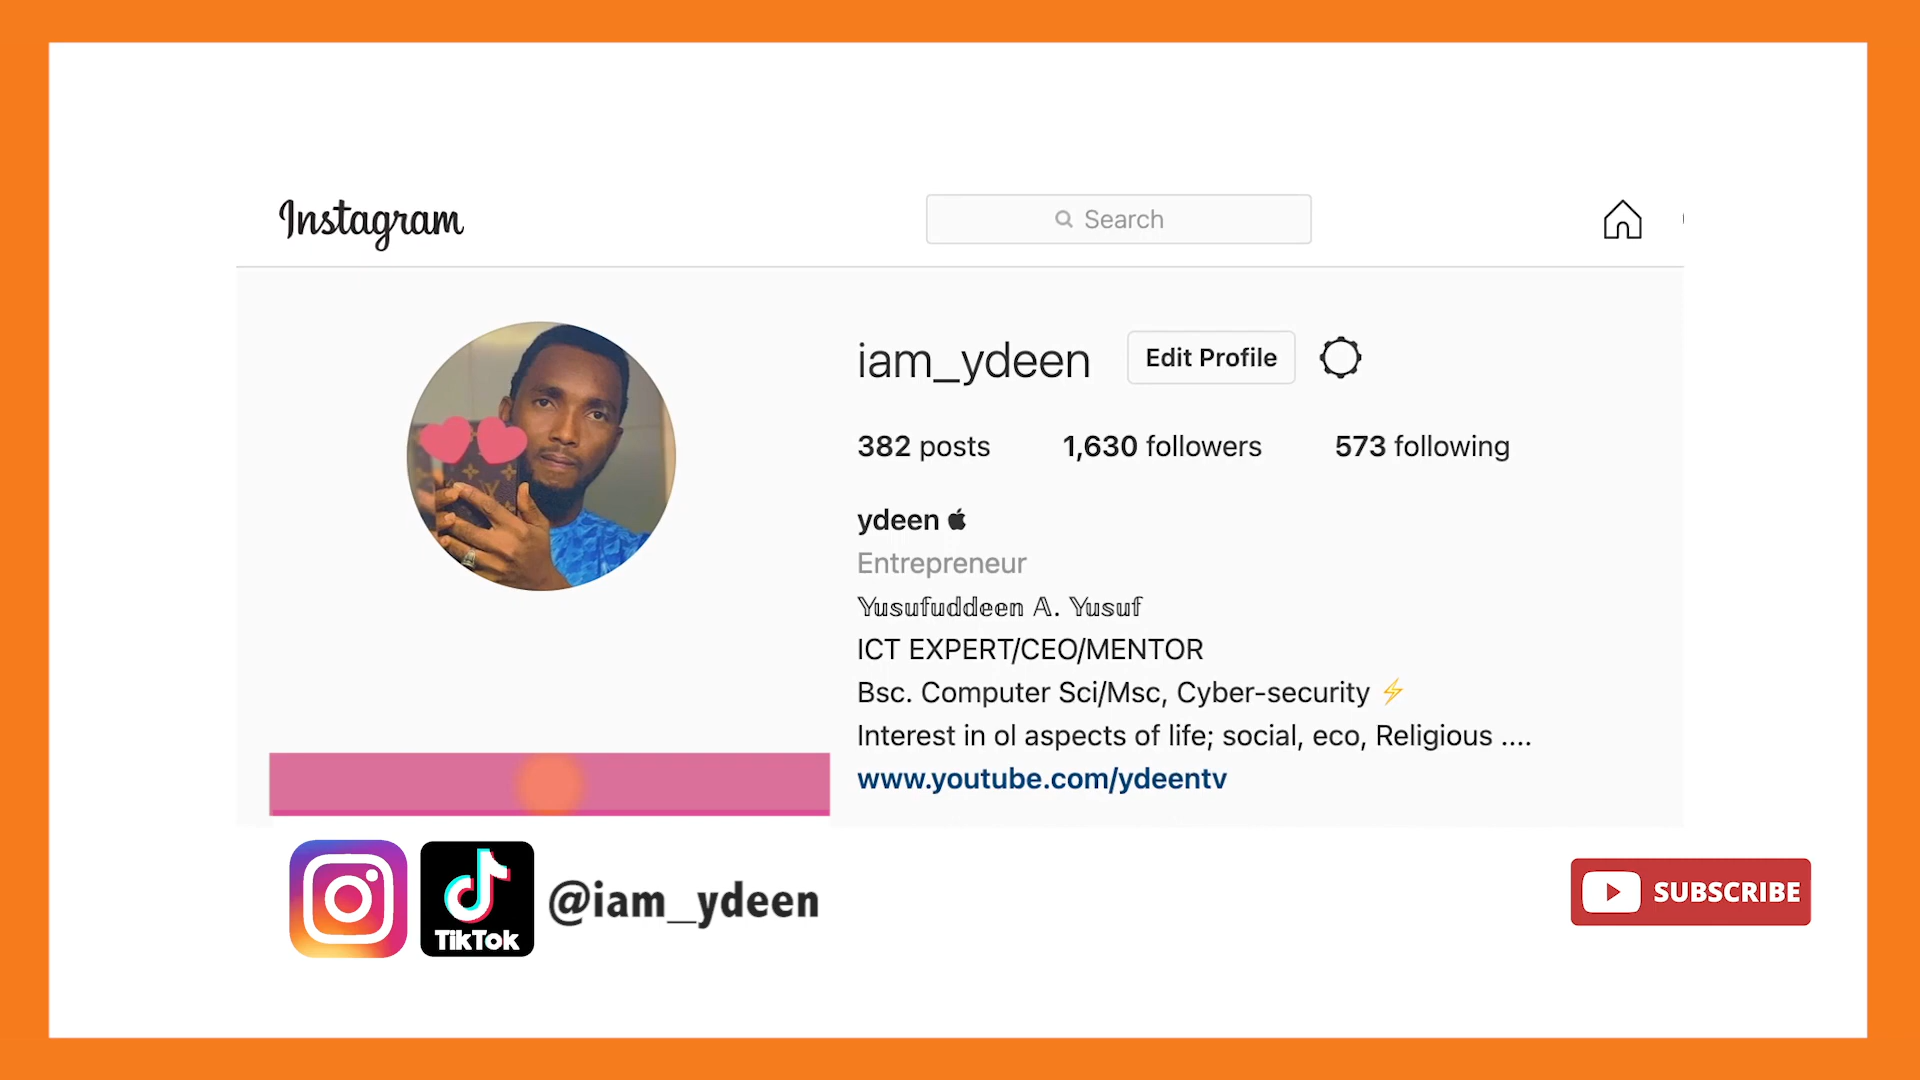 Instagram
Search
iam_ydeen Edit Profile
382 posts 1,630 followers 573 following
ydeen 
Entrepreneur
𝕐𝕦𝕤𝕦𝕗𝕦𝕕𝕕𝕖𝕖𝕟 𝔸. 𝕐𝕦𝕤𝕦𝕗
ICT EXPERT/CEO/MENTOR
Bsc. Computer Sci/Msc, Cyber-security ⚡
Interest in ol aspects of life; social, eco, Religious ....
www.youtube.com/ydeentv
TikTok
@iam_ydeen
SUBSCRIBE